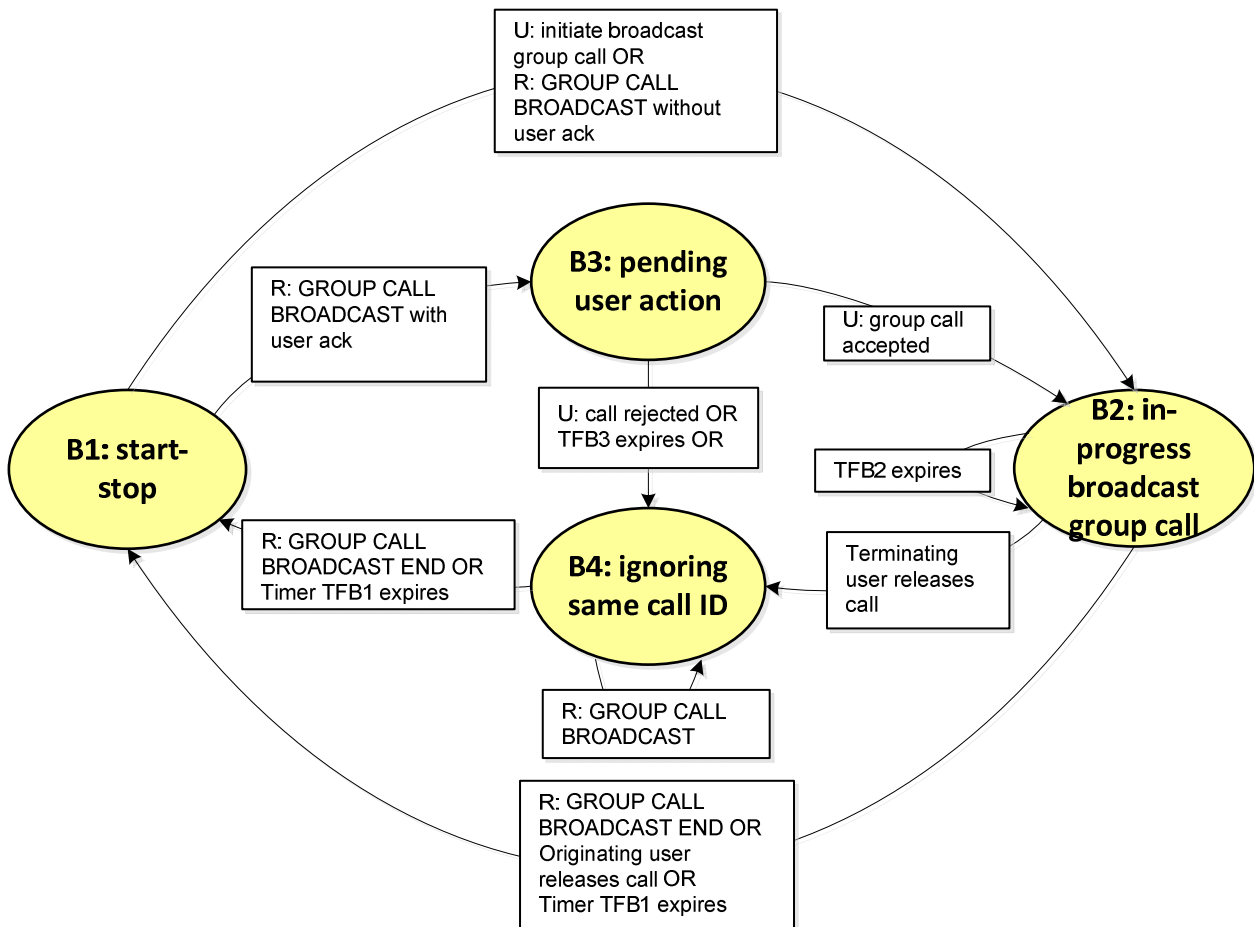 U: initiate broadcast
group call OR
R: GROUP CALL
BROADCAST without
user ack
B3: pending
user action
R: GROUP CALL
BROADCAST with
user ack
U: group call
accepted
U: call rejected OR
TFB3 expires OR
B1: start-
stop
B2: in-
progress
broadcast
group call
TFB2 expires
R: GROUP CALL
BROADCAST END OR
Timer TFB1 expires
B4: ignoring
same call ID
Terminating
user releases
call
R: GROUP CALL
BROADCAST
R: GROUP CALL
BROADCAST END OR
Originating user
releases call OR
Timer TFB1 expires